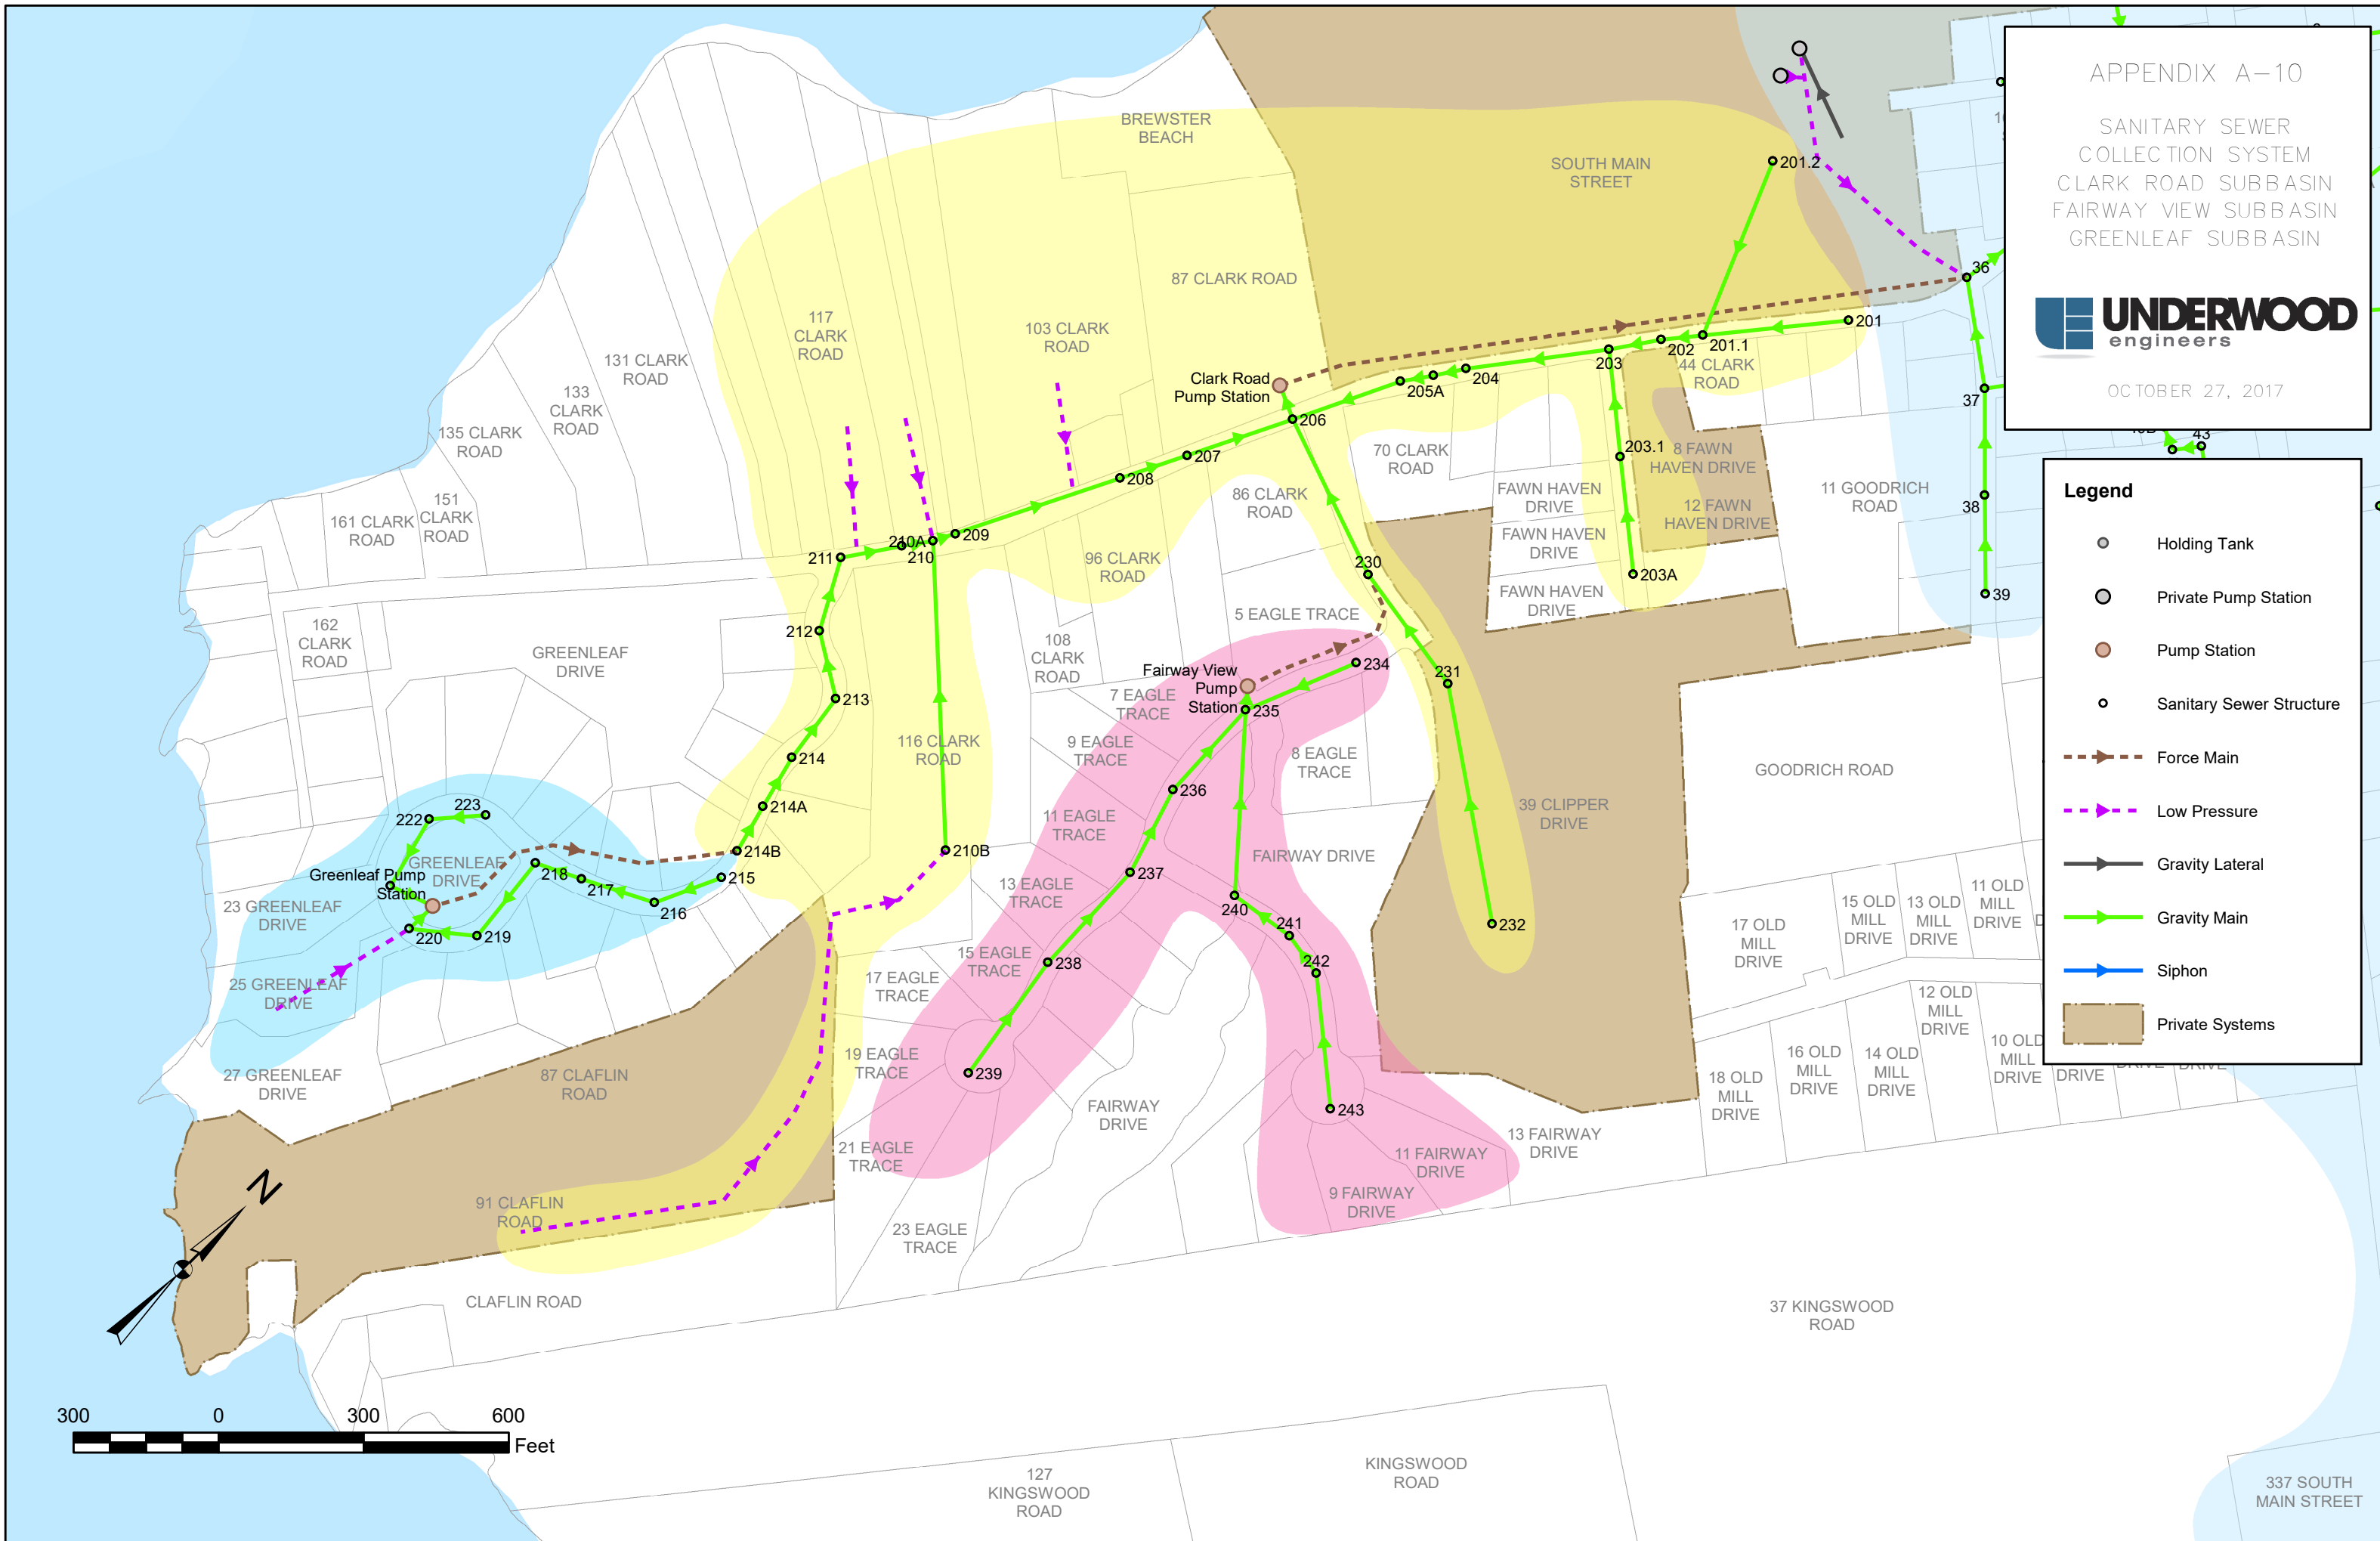 APPENDIX A-10
SANITARY SEWER
COLLECTION SYSTEM
CLARK ROAD SUBBASIN
FAIRWAY VIEW SUBBASIN
GREENLEAF SUBBASIN
UNDERWOOD
engineers
OCTOBER 27, 2017
Legend
Holding Tank
Private Pump Station
Pump Station
Sanitary Sewer Structure
Force Main
Low Pressure
Gravity Lateral
Gravity Main
Siphon
Private Systems
BREWSTER
BEACH
SOUTH MAIN
STREET
201.2
36
87 CLARK ROAD
117
CLARK
ROAD
103 CLARK
ROAD
131 CLARK
ROAD
133
CLARK
ROAD
135 CLARK
ROAD
151
CLARK
ROAD
161 CLARK
ROAD
201
201.1
202
203
204
205A
44 CLARK
ROAD
Clark Road
Pump Station
206
207
208
209
210A
210
211
37
43
38
39
70 CLARK
ROAD
203.1
8 FAWN
HAVEN DRIVE
12 FAWN
HAVEN DRIVE
FAWN HAVEN
DRIVE
FAWN HAVEN
DRIVE
FAWN HAVEN
DRIVE
203A
11 GOODRICH
ROAD
86 CLARK
ROAD
96 CLARK
ROAD
230
5 EAGLE TRACE
108
CLARK
ROAD
162
CLARK
ROAD
GREENLEAF
DRIVE
212
213
214
214A
214B
Fairway View
Pump
Station
234
235
231
7 EAGLE
TRACE
9 EAGLE
TRACE
8 EAGLE
TRACE
116 CLARK
ROAD
236
11 EAGLE
TRACE
GOODRICH ROAD
39 CLIPPER
DRIVE
FAIRWAY DRIVE
210B
223
222
GREENLEAF
DRIVE
Greenleaf Pump
Station
218
217
215
216
219
220
23 GREENLEAF
DRIVE
25 GREENLEAF
DRIVE
27 GREENLEAF
DRIVE
237
13 EAGLE
TRACE
240
241
242
232
15 EAGLE
TRACE
238
17 EAGLE
TRACE
19 EAGLE
TRACE
239
21 EAGLE
TRACE
23 EAGLE
TRACE
FAIRWAY
DRIVE
243
11 FAIRWAY
DRIVE
9 FAIRWAY
DRIVE
13 FAIRWAY
DRIVE
17 OLD
MILL
DRIVE
15 OLD
MILL
DRIVE
13 OLD
MILL
DRIVE
11 OLD
MILL
DRIVE
12 OLD
MILL
DRIVE
10 OLD
MILL
DRIVE
DRIVE
14 OLD
MILL
DRIVE
16 OLD
MILL
DRIVE
18 OLD
MILL
DRIVE
87 CLAFLIN
ROAD
91 CLAFLIN
ROAD
CLAFLIN ROAD
N
37 KINGSWOOD
ROAD
300 0 300 600
Feet
127
KINGSWOOD
ROAD
KINGSWOOD
ROAD
337 SOUTH
MAIN STREET